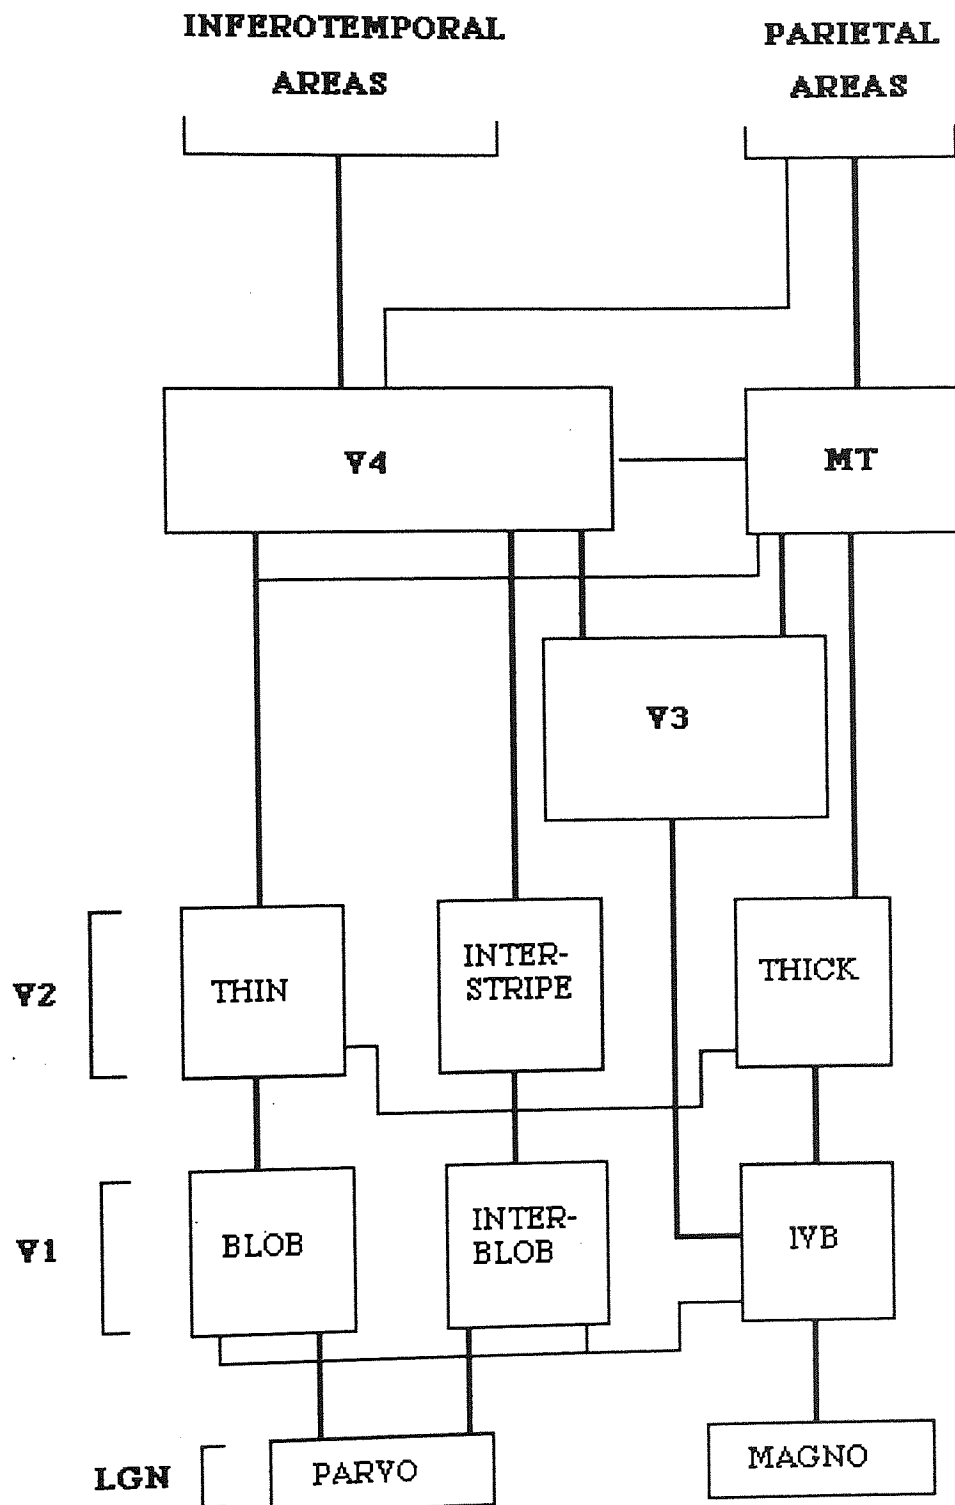 INFEROTEMPORAL
AREAS
PARIETAL
AREAS
V4
MT
V3
V2
THIN
INTER-
STRIPE
THICK
V1
BLOB
INTER-
BLOB
IVB
LGN
PARVO
MAGNO